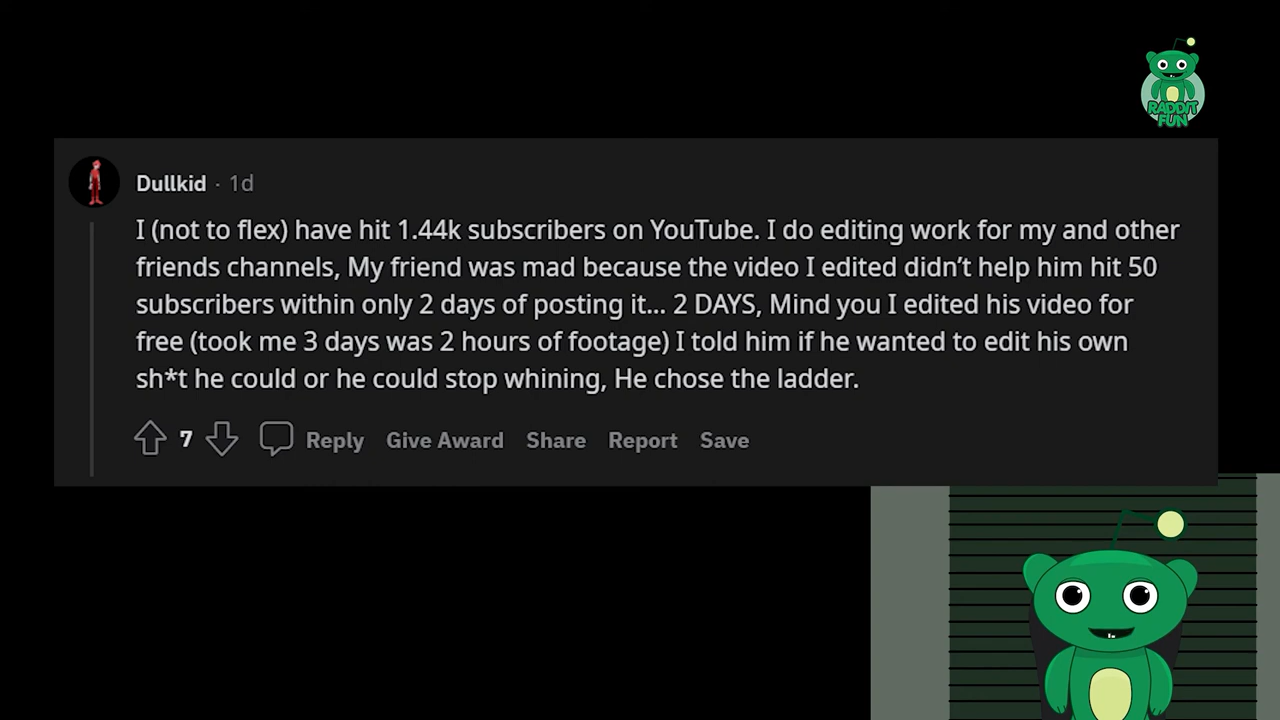 RADDIT
FUN
Dullkid · 1d
I (not to flex) have hit 1.44k subscribers on YouTube. I do editing work for my and other
friends channels, My friend was mad because the video I edited didn’t help him hit 50
subscribers within only 2 days of posting it... 2 DAYS, Mind you I edited his video for
free (took me 3 days was 2 hours of footage) I told him if he wanted to edit his own
sh*t he could or he could stop whining, He chose the ladder.
7 Reply Give Award Share Report Save